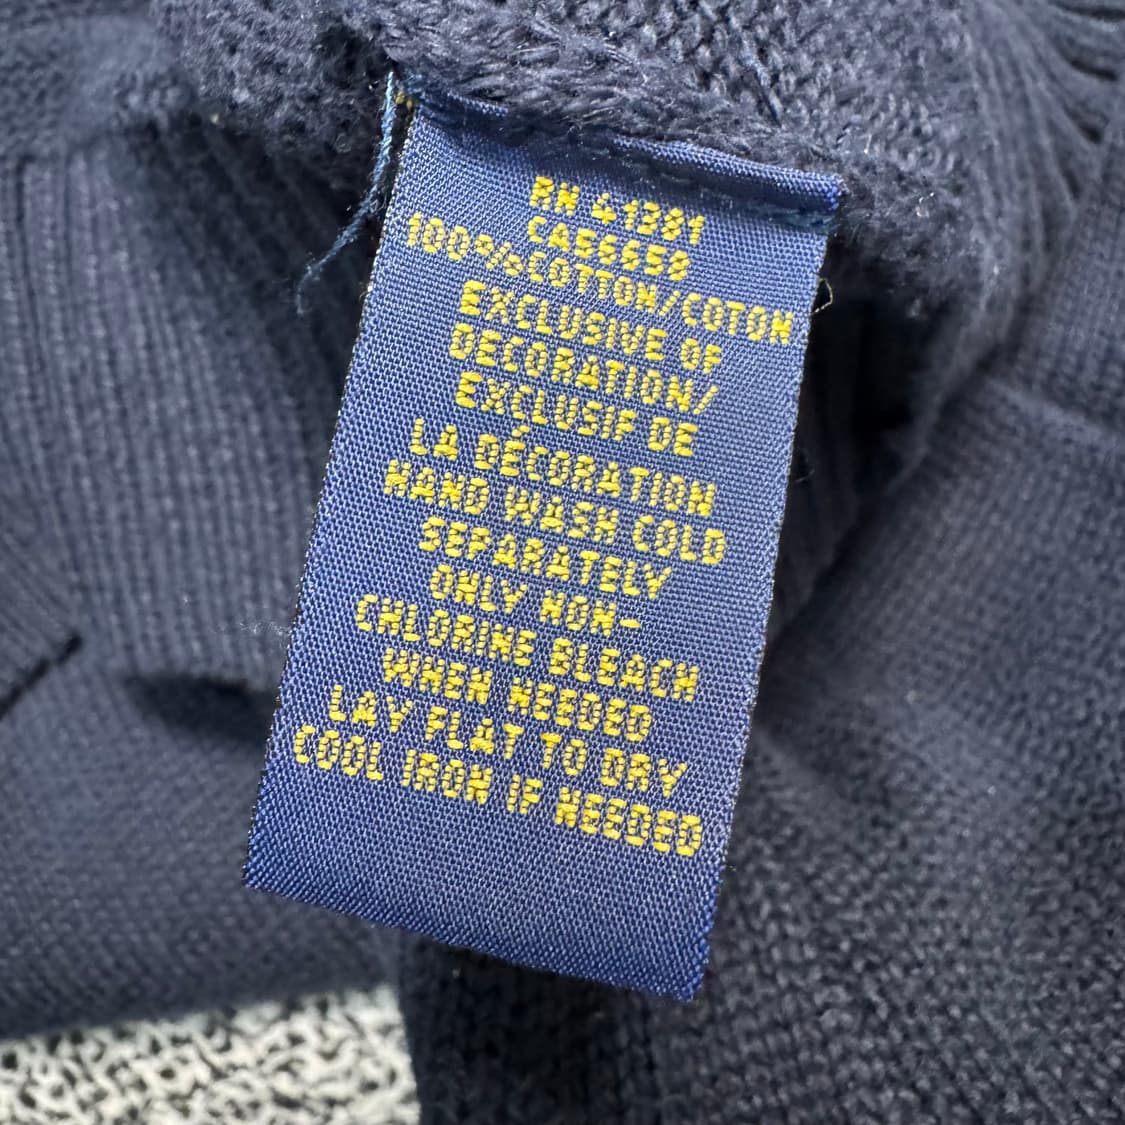 RN 41381
CA56658
100%COTTON/COTON
EXCLUSIVE OF
DECORATION/
EXCLUSIF DE
LA DÉCORATION
HAND WASH COLD
SEPARATELY
ONLY NON-
CHLORINE BLEACH
WHEN NEEDED
LAY FLAT TO DRY
COOL IRON IF NEEDED